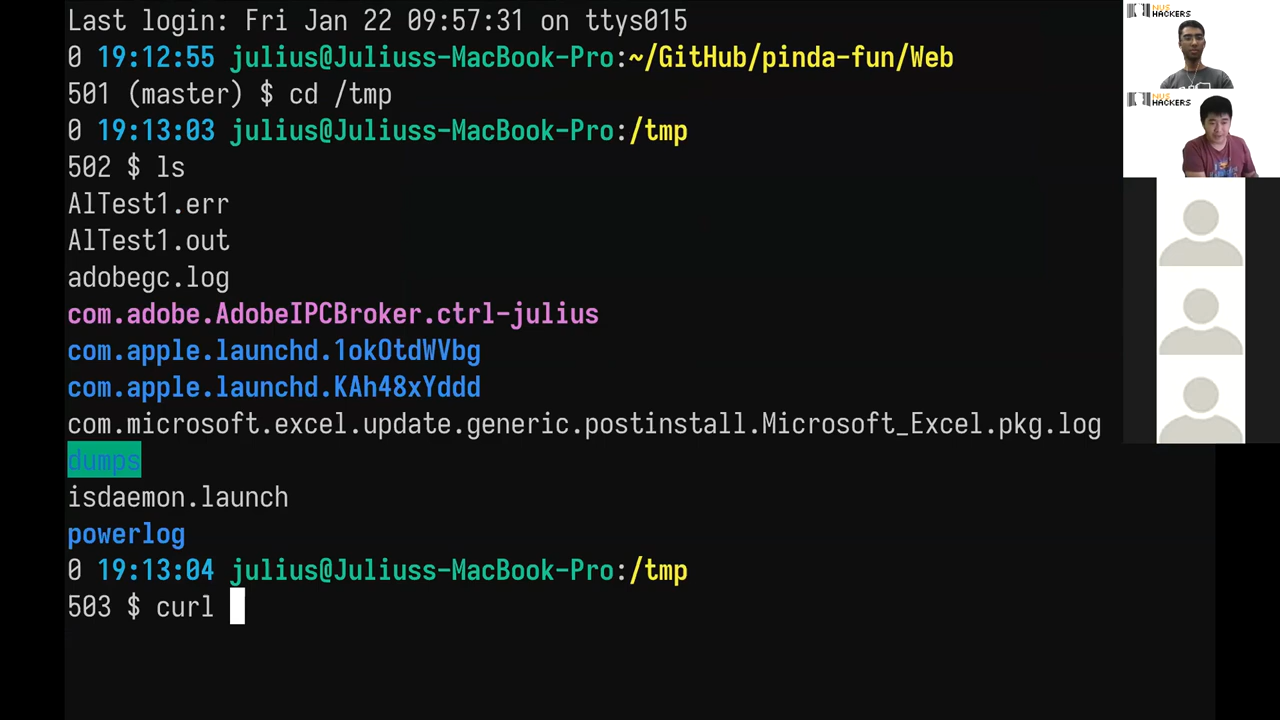 Last login: Fri Jan 22 09:57:31 on ttys015
0 19:12:55 julius@Juliuss-MacBook-Pro:~/GitHub/pinda-fun/Web
501 (master) $ cd /tmp
0 19:13:03 julius@Juliuss-MacBook-Pro:/tmp
502 $ ls
AlTest1.err
AlTest1.out
adobegc.log
com.adobe.AdobeIPCBroker.ctrl-julius
com.apple.launchd.1okOtdWVbg
com.apple.launchd.KAh48xYddd
com.microsoft.excel.update.generic.postinstall.Microsoft_Excel.pkg.log
dumps
isdaemon.launch
powerlog
0 19:13:04 julius@Juliuss-MacBook-Pro:/tmp
503 $ curl
NUS
HACKERS
NUS
HACKERS